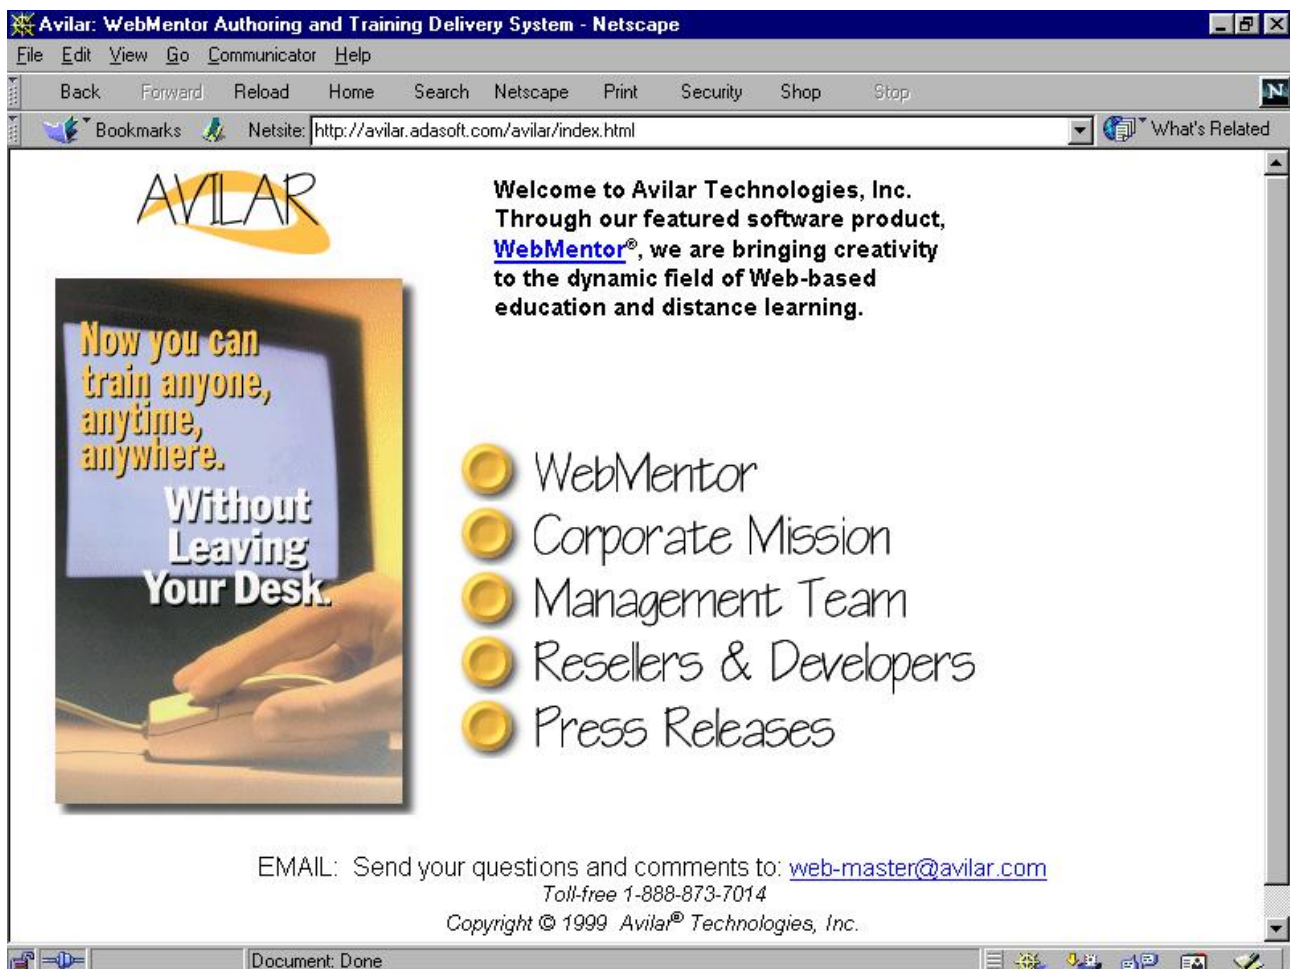 Avilar: WebMentor Authoring and Training Delivery System - Netscape
File Edit View Go Communicator Help
Back Forward Reload Home Search Netscape Print Security Shop Stop
N
Bookmarks Netsite: http://avilar.adasoft.com/avilar/index.html What's Related
AVILAR
Welcome to Avilar Technologies, Inc.
Through our featured software product,
WebMentor®, we are bringing creativity
to the dynamic field of Web-based
education and distance learning.
Now you can
train anyone,
anytime,
anywhere.
Without
Leaving
Your Desk.
WebMentor
Corporate Mission
Management Team
Resellers & Developers
Press Releases
EMAIL: Send your questions and comments to: web-master@avilar.com
Toll-free 1-888-873-7014
Copyright © 1999 Avilar® Technologies, Inc.
Document: Done